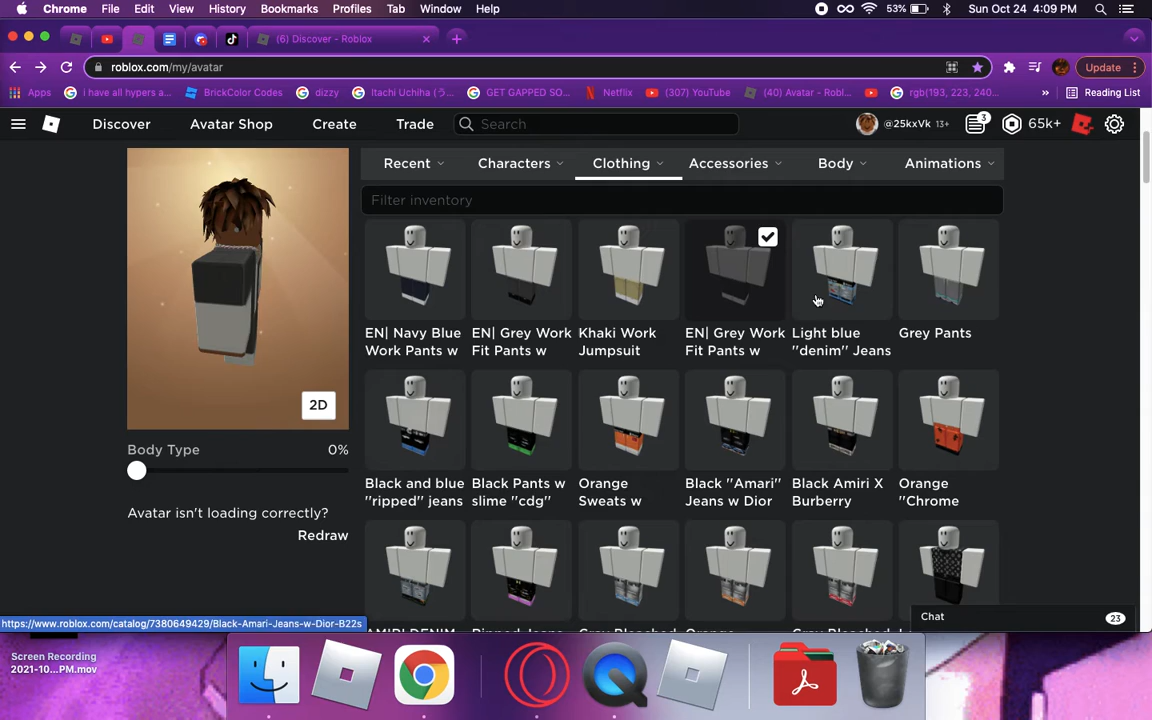 Chrome File Edit View History Bookmarks Profiles Tab Window Help 53% Sun Oct 24 4:09 PM
(6) Discover - Roblox
roblox.com/my/avatar Update
Apps i have all hypers a... BrickColor Codes dizzy GET GAPPED SO... Netflix (307) YouTube (40) Avatar - Robl... rgb(193, 223, 240... » Reading List
Discover Avatar Shop Create Trade Search @25kxVk 13+ 3 65k+
Recent Characters Clothing Accessories Body Animations
Filter inventory
2D
Body Type 0%
Avatar isn't loading correctly?
Redraw
EN| Navy Blue
Work Pants w
EN| Grey Work
Fit Pants w
Khaki Work
Jumpsuit
EN| Grey Work
Fit Pants w
Light blue
"denim" Jeans
Grey Pants
Black and blue
"ripped" jeans
Black Pants w
slime "cdg"
Orange
Sweats w
Black "Amari"
Jeans w Dior
Black Amiri X
Burberry
Orange
"Chrome
Chat 23
https://www.roblox.com/catalog/7380649429/Black-Amari-Jeans-w-Dior-B22s
Screen Recording
2021-10...PM.mov